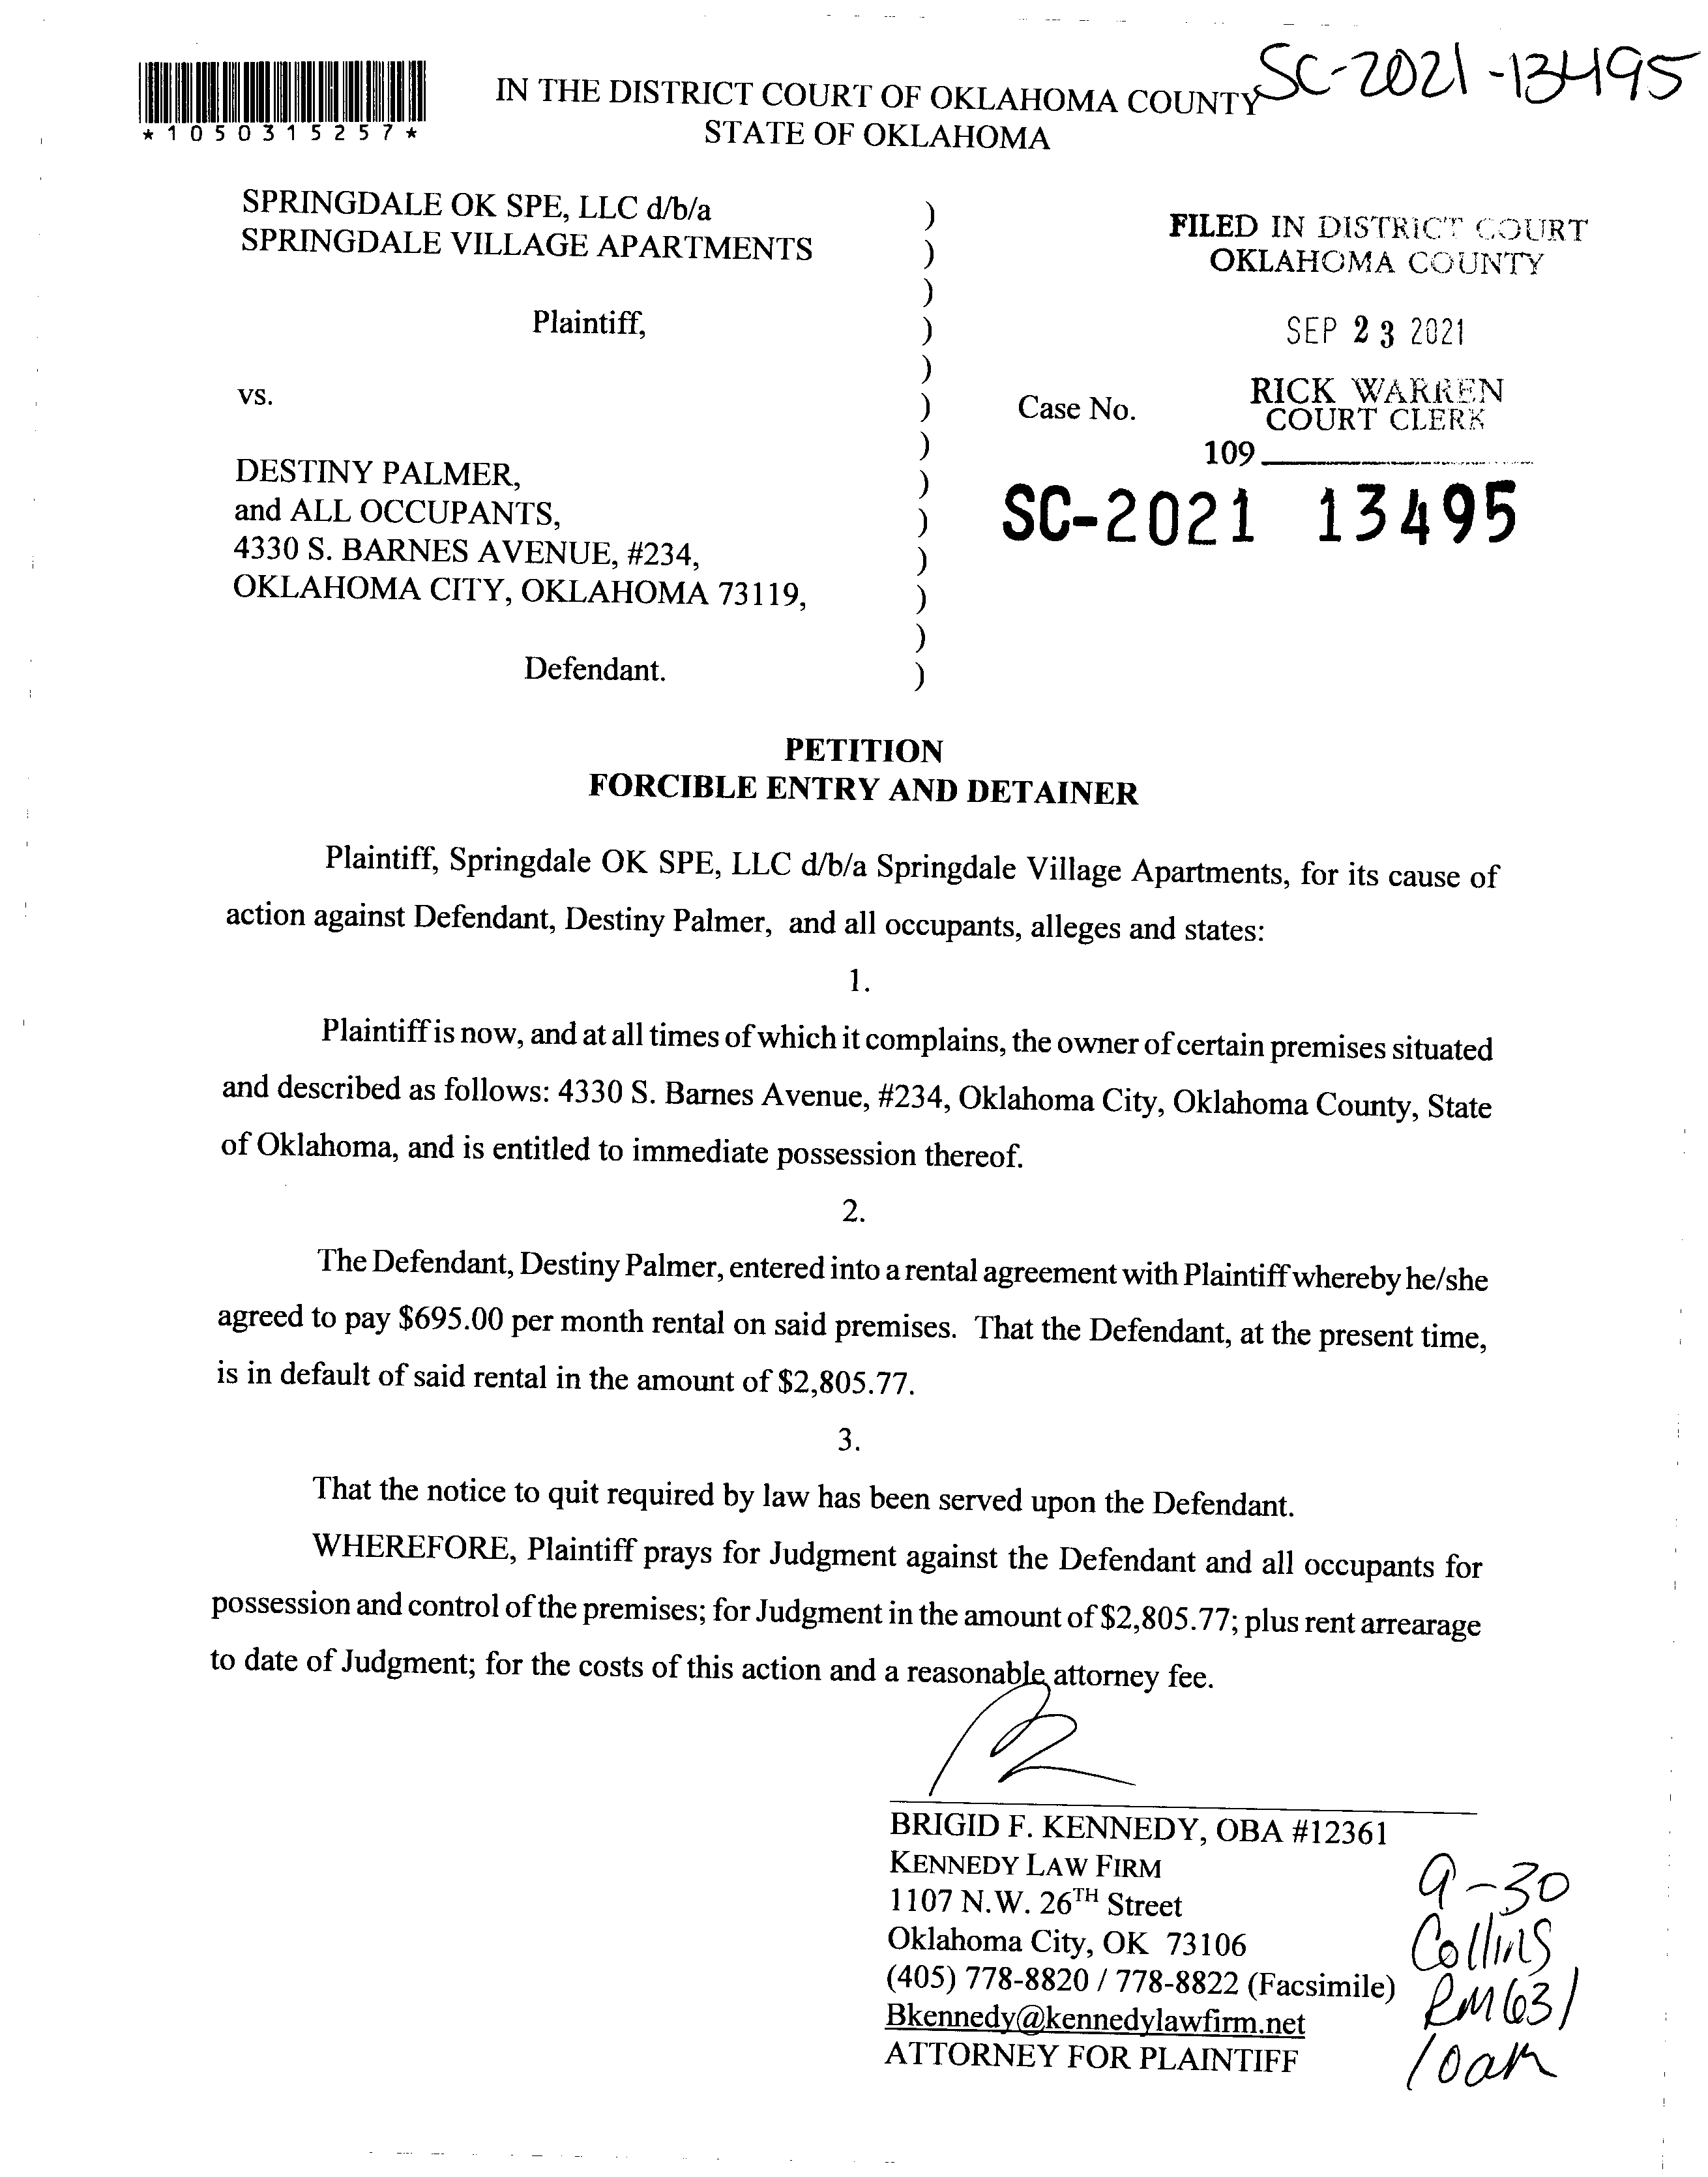 SC-2021-13495
*1050315257*
IN THE DISTRICT COURT OF OKLAHOMA COUNTY
STATE OF OKLAHOMA
SPRINGDALE OK SPE, LLC d/b/a
SPRINGDALE VILLAGE APARTMENTS
Plaintiff,
vs.
DESTINY PALMER,
and ALL OCCUPANTS,
4330 S. BARNES AVENUE, #234,
OKLAHOMA CITY, OKLAHOMA 73119,
Defendant.
)
)
)
)
)
)
)
)
)
)
)
)
)
FILED IN DISTRICT COURT
OKLAHOMA COUNTY
SEP 23 2021
RICK WARREN
COURT CLERK
Case No.
109
SC-2021 13495
PETITION
FORCIBLE ENTRY AND DETAINER
Plaintiff, Springdale OK SPE, LLC d/b/a Springdale Village Apartments, for its cause of
action against Defendant, Destiny Palmer, and all occupants, alleges and states:
1.
Plaintiff is now, and at all times of which it complains, the owner of certain premises situated
and described as follows: 4330 S. Barnes Avenue, #234, Oklahoma City, Oklahoma County, State
of Oklahoma, and is entitled to immediate possession thereof.
2.
The Defendant, Destiny Palmer, entered into a rental agreement with Plaintiff whereby he/she
agreed to pay $695.00 per month rental on said premises. That the Defendant, at the present time,
is in default of said rental in the amount of $2,805.77.
3.
That the notice to quit required by law has been served upon the Defendant.
WHEREFORE, Plaintiff prays for Judgment against the Defendant and all occupants for
possession and control of the premises; for Judgment in the amount of $2,805.77; plus rent arrearage
to date of Judgment; for the costs of this action and a reasonable attorney fee.
BRIGID F. KENNEDY, OBA #12361
KENNEDY LAW FIRM
1107 N.W. 26TH Street
Oklahoma City, OK 73106
(405) 778-8820 / 778-8822 (Facsimile)
Bkennedy@kennedylawfirm.net
ATTORNEY FOR PLAINTIFF
9-30
Collins
RM631
10am